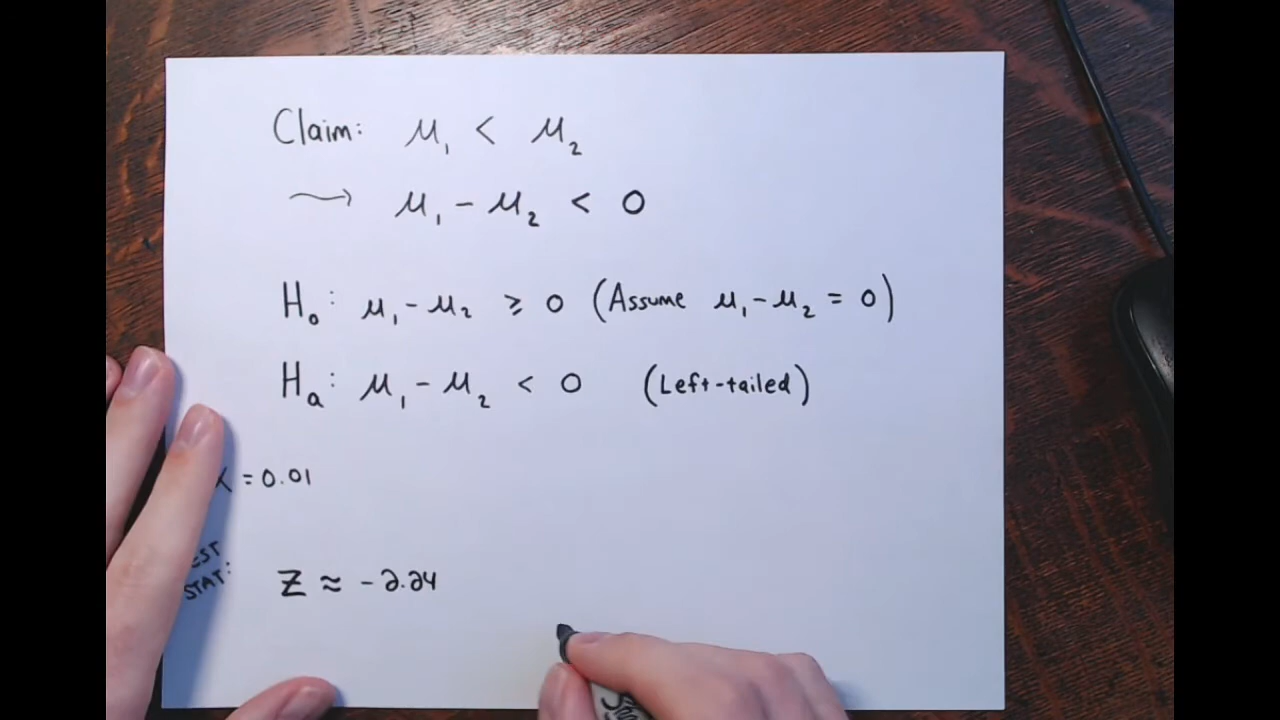 Claim: μ₁ < μ₂
→ μ₁ - μ₂ < 0
H₀: μ₁ - μ₂ ≥ 0 (Assume μ₁ - μ₂ = 0)
Hₐ: μ₁ - μ₂ < 0 (Left-tailed)
= 0.01
STAT:
Z ≈ -2.24